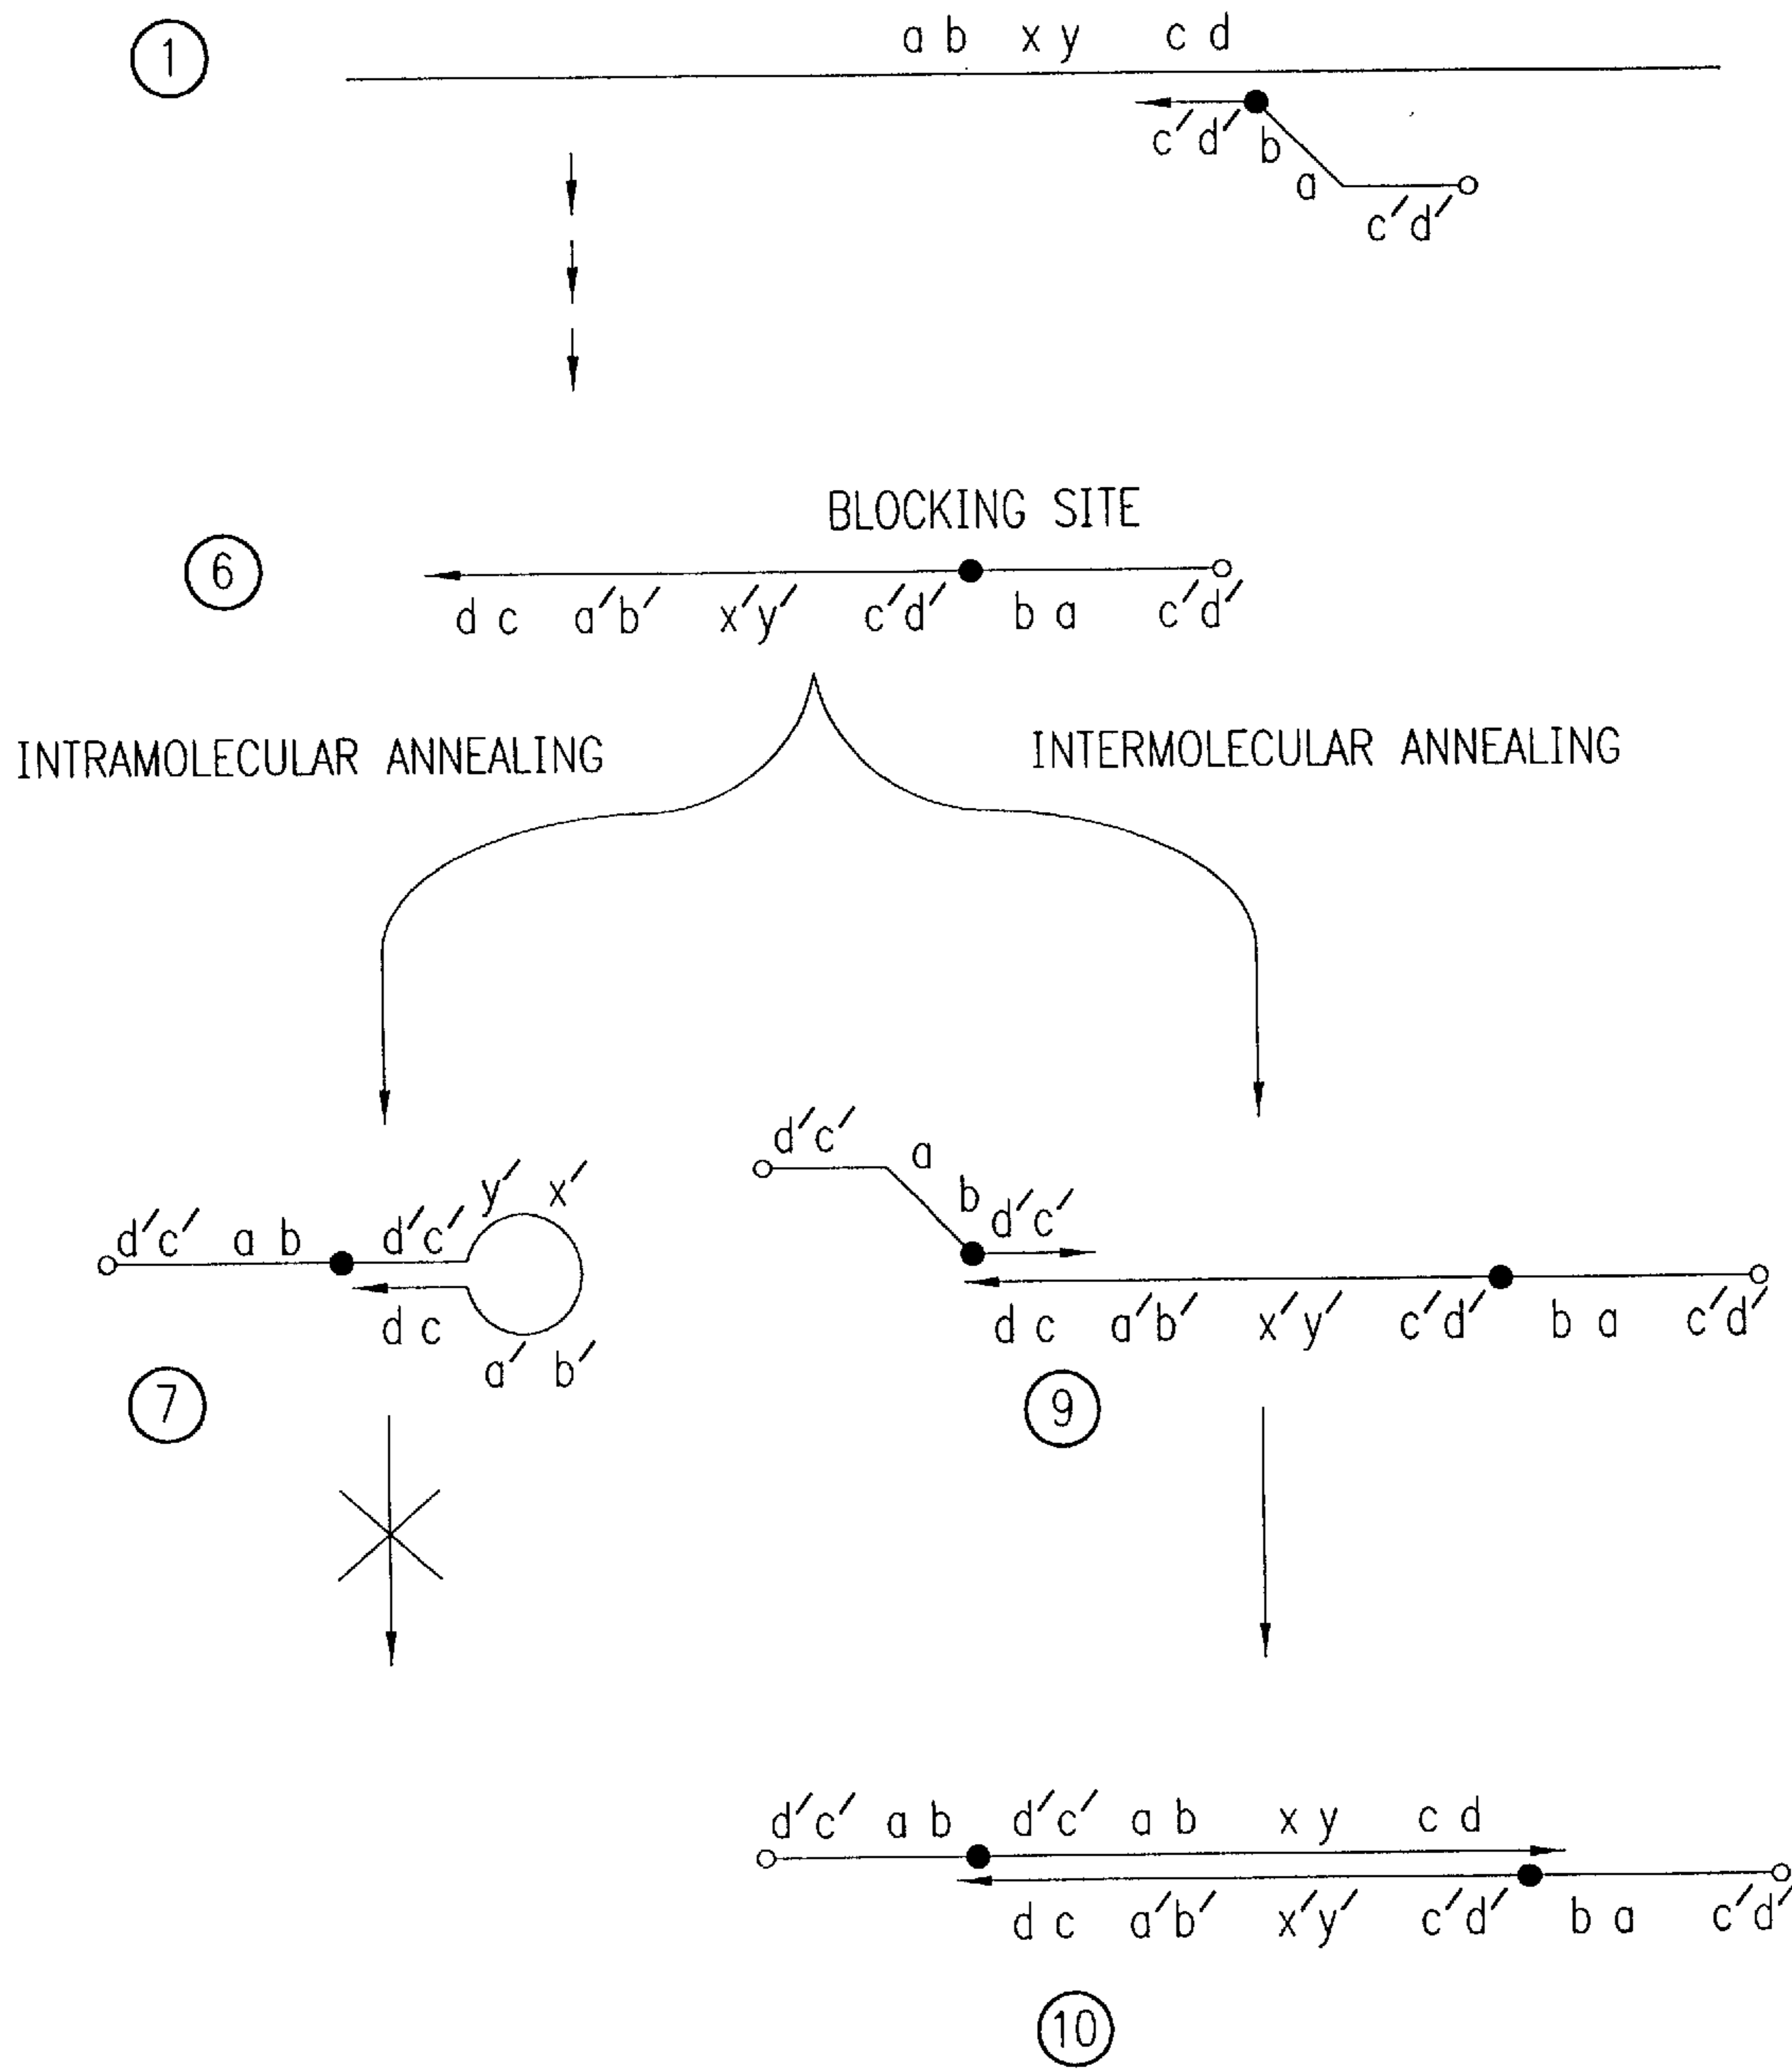 1
a b x y c d
c′d′ b a c′d′
BLOCKING SITE
6
d c a′b′ x′y′ c′d′ b a c′d′
INTRAMOLECULAR ANNEALING
INTERMOLECULAR ANNEALING
d′c′ a b d′c′ y′ x′
d c a′ b′
7
d′c′ a b d′c′
d c a′b′ x′y′ c′d′ b a c′d′
9
d′c′ a b d′c′ a b x y c d
d c a′b′ x′y′ c′d′ b a c′d′
10